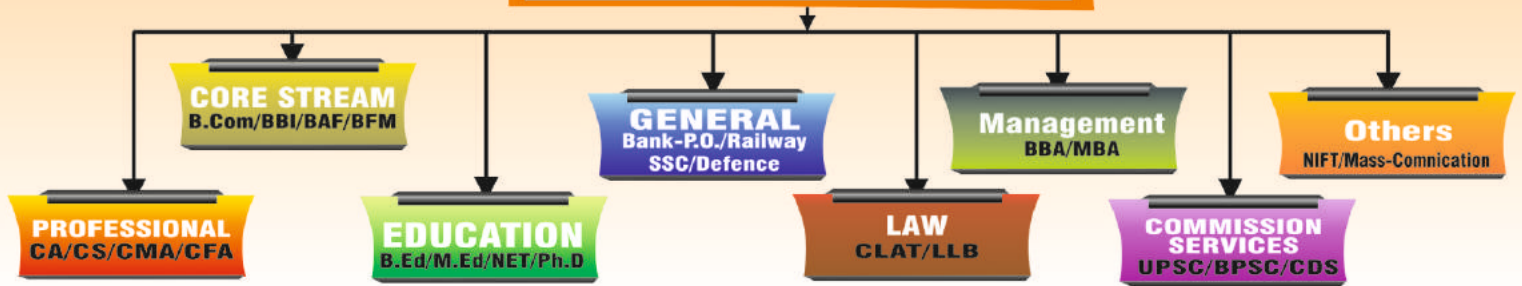 CORE STREAM
B.Com/BBI/BAF/BFM
GENERAL
Bank-P.O./Railway
SSC/Defence
Management
BBA/MBA
Others
NIFT/Mass-Comnication
PROFESSIONAL
CA/CS/CMA/CFA
EDUCATION
B.Ed/M.Ed/NET/Ph.D
LAW
CLAT/LLB
COMMISSION
SERVICES
UPSC/BPSC/CDS